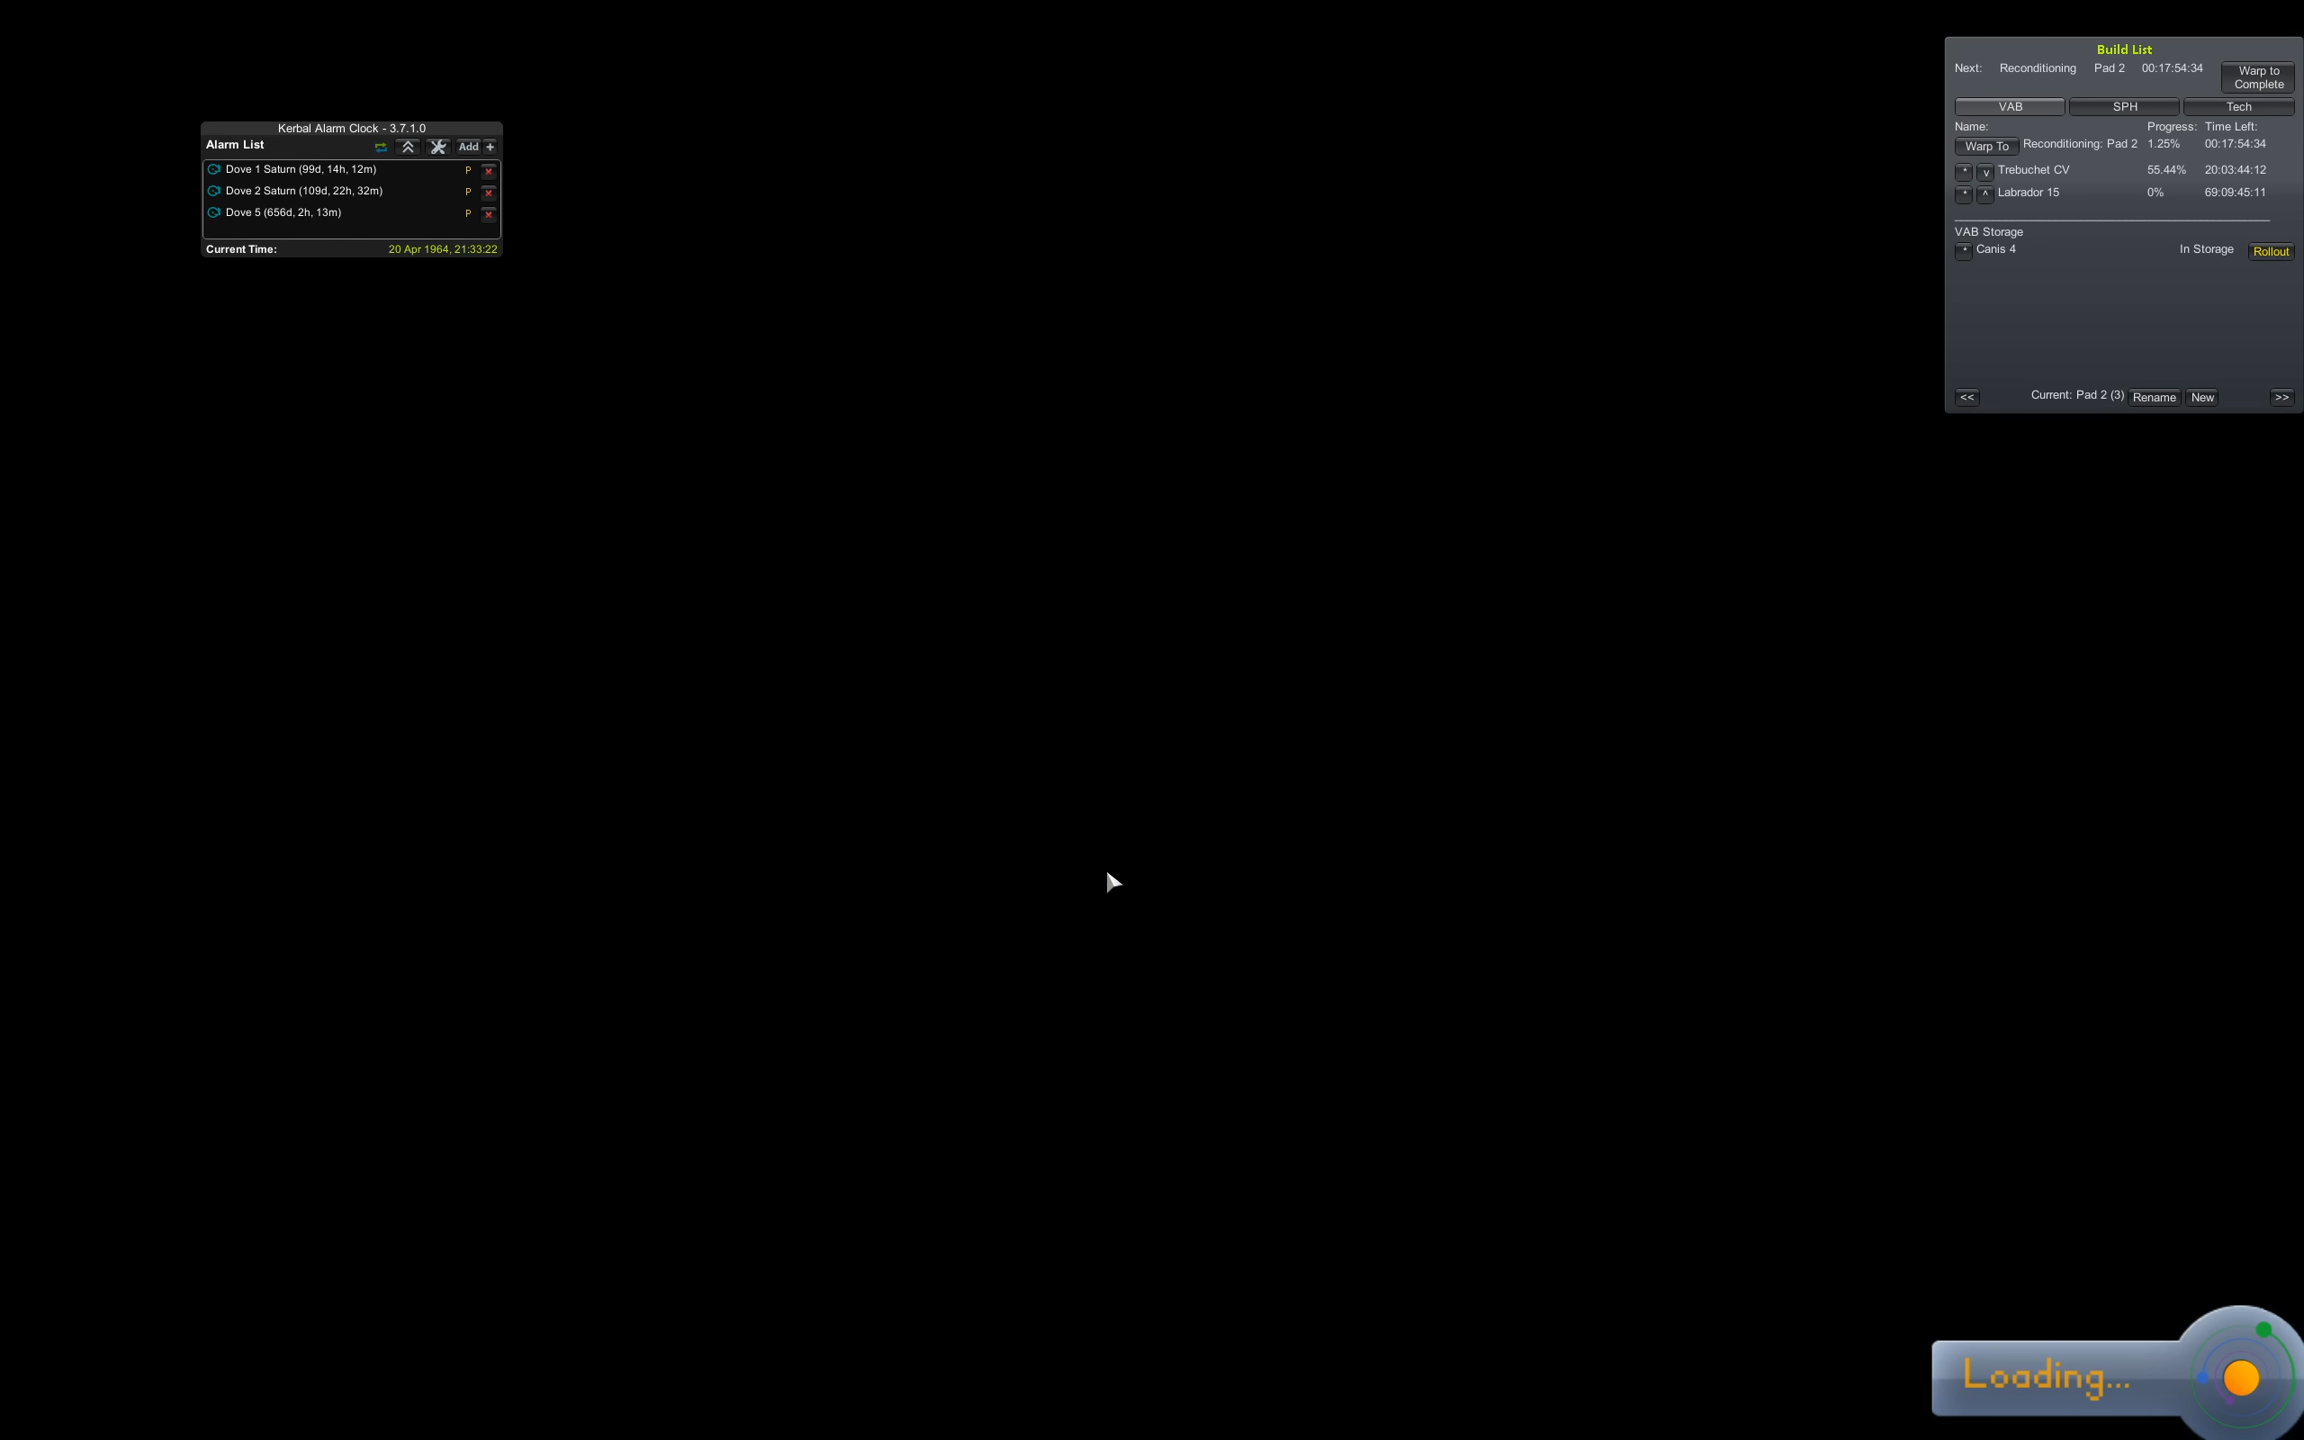 Kerbal Alarm Clock - 3.7.1.0
Alarm List Add +
Dove 1 Saturn (99d, 14h, 12m) P
Dove 2 Saturn (109d, 22h, 32m) P
Dove 5 (656d, 2h, 13m) P
Current Time: 20 Apr 1964, 21:33:22
Build List
Next: Reconditioning Pad 2 00:17:54:34 Warp to
Complete
VAB SPH Tech
Name: Progress: Time Left:
Warp To Reconditioning: Pad 2 1.25% 00:17:54:34
* v Trebuchet CV 55.44% 20:03:44:12
* ^ Labrador 15 0% 69:09:45:11
VAB Storage
* Canis 4 In Storage Rollout
<< Current: Pad 2 (3) Rename New >>
Loading...